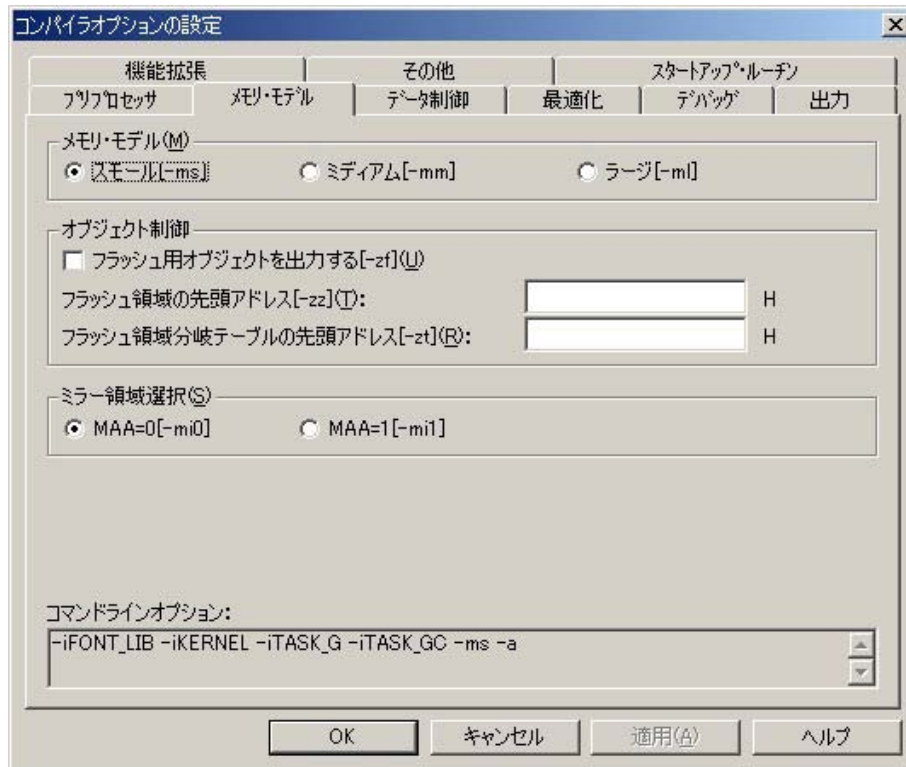 コンパイラオプションの設定
機能拡張 その他 スタートアップ・ルーチン
プリプロセッサ メモリ・モデル データ制御 最適化 デバッグ 出力
メモリ・モデル(M)
スモール[-ms] ミディアム[-mm] ラージ[-ml]
オブジェクト制御
フラッシュ用オブジェクトを出力する[-zf](U)
フラッシュ領域の先頭アドレス[-zz](T): H
フラッシュ領域分岐テーブルの先頭アドレス[-zt](R): H
ミラー領域選択(S)
MAA=0[-mi0] MAA=1[-mi1]
コマンドラインオプション:
-iFONT_LIB -iKERNEL -iTASK_G -iTASK_GC -ms -a
OK キャンセル 適用(A) ヘルプ